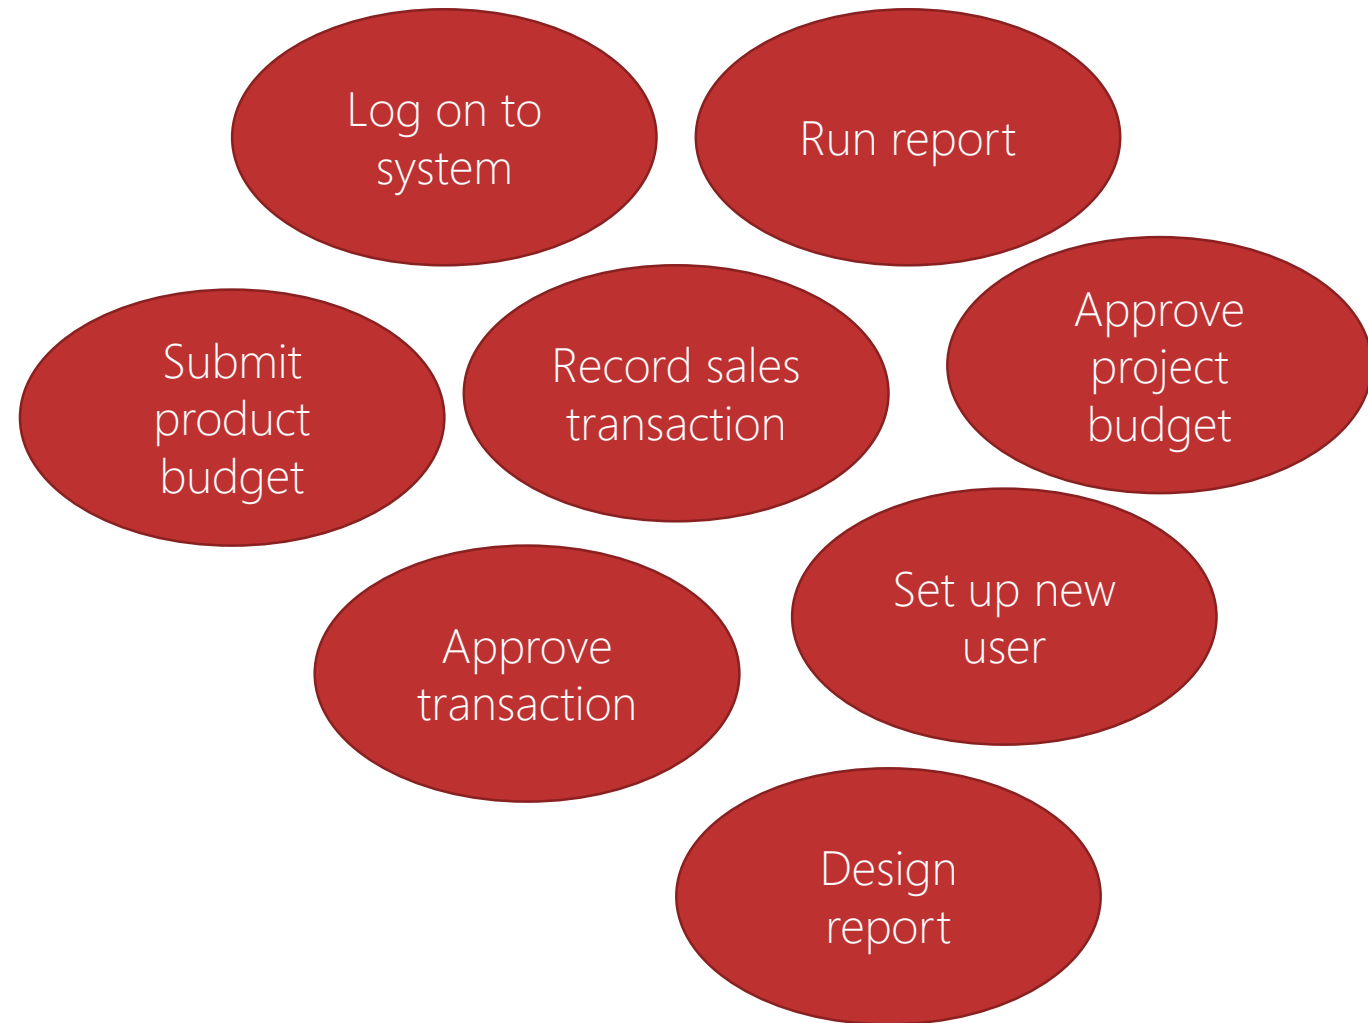 Log on to
system
Run report
Submit
product
budget
Record sales
transaction
Approve
project
budget
Approve
transaction
Set up new
user
Design
report